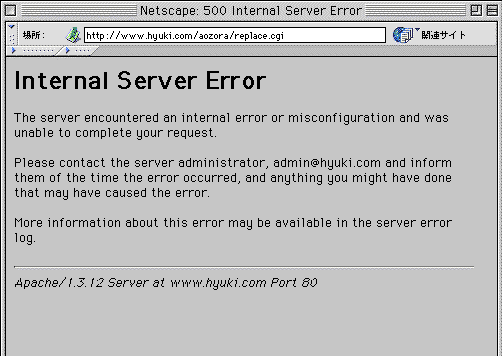 Netscape: 500 Internal Server Error
場所: http://www.hyuki.com/aozora/replace.cgi 関連サイト
Internal Server Error
The server encountered an internal error or misconfiguration and was
unable to complete your request.
Please contact the server administrator, admin@hyuki.com and inform
them of the time the error occurred, and anything you might have done
that may have caused the error.
More information about this error may be available in the server error
log.
Apache/1.3.12 Server at www.hyuki.com Port 80